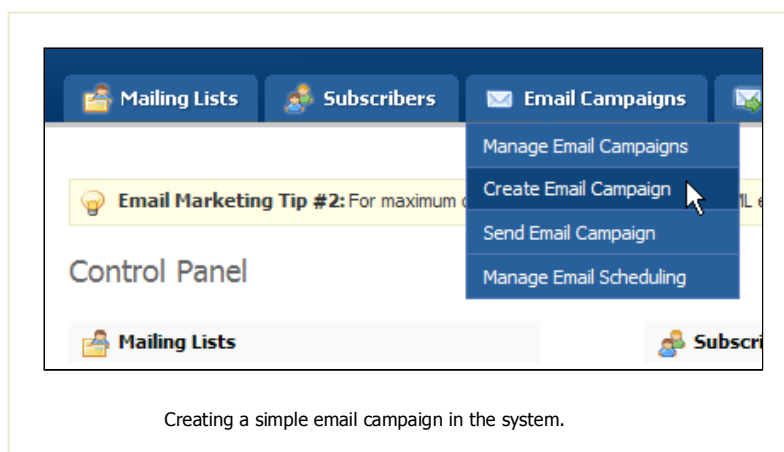 Mailing Lists Subscribers Email Campaigns
Manage Email Campaigns
Email Marketing Tip #2: For maximum
Create Email Campaign
Send Email Campaign
Control Panel
Manage Email Scheduling
Mailing Lists
Creating a simple email campaign in the system.